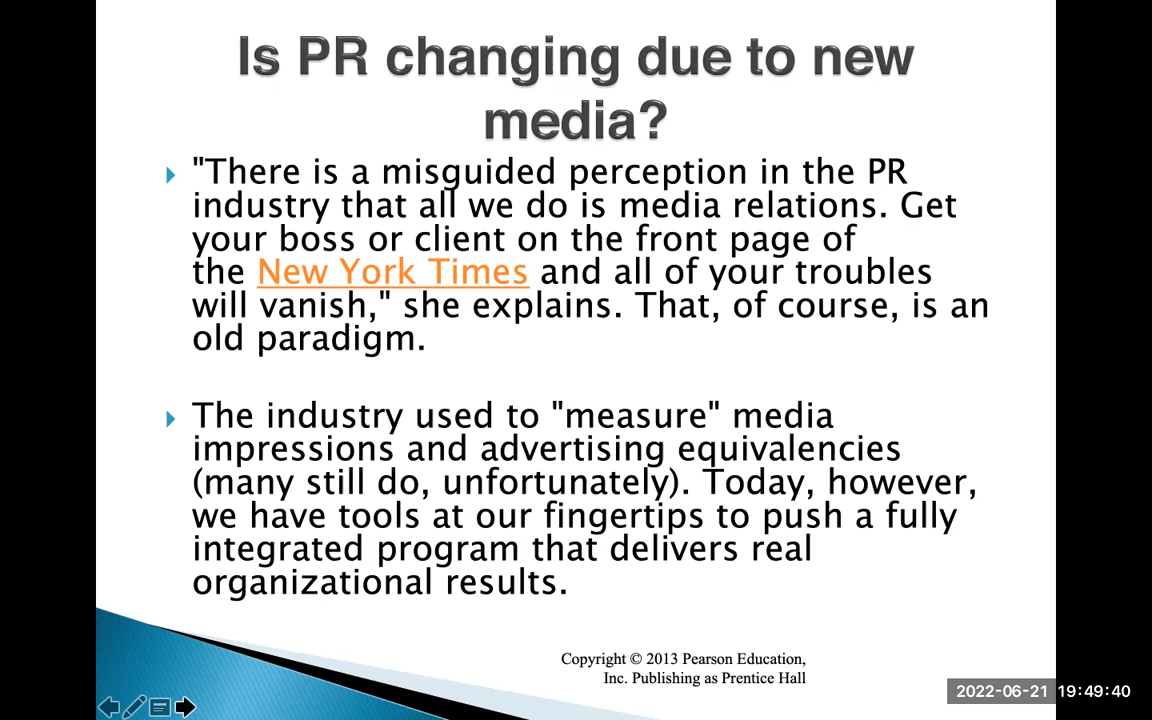 Is PR changing due to new
media?
"There is a misguided perception in the PR
industry that all we do is media relations. Get
your boss or client on the front page of
the New York Times and all of your troubles
will vanish," she explains. That, of course, is an
old paradigm.
The industry used to "measure" media
impressions and advertising equivalencies
(many still do, unfortunately). Today, however,
we have tools at our fingertips to push a fully
integrated program that delivers real
organizational results.
Copyright © 2013 Pearson Education,
Inc. Publishing as Prentice Hall
2022-06-21 19:49:40